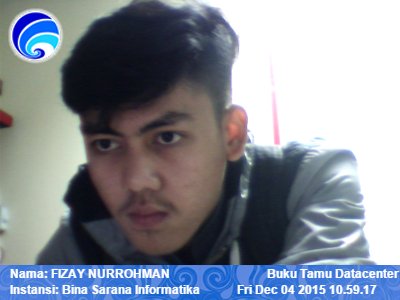 Nama: FIZAY NURROHMAN Buku Tamu Datacenter
Instansi: Bina Sarana Informatika Fri Dec 04 2015 10.59.17